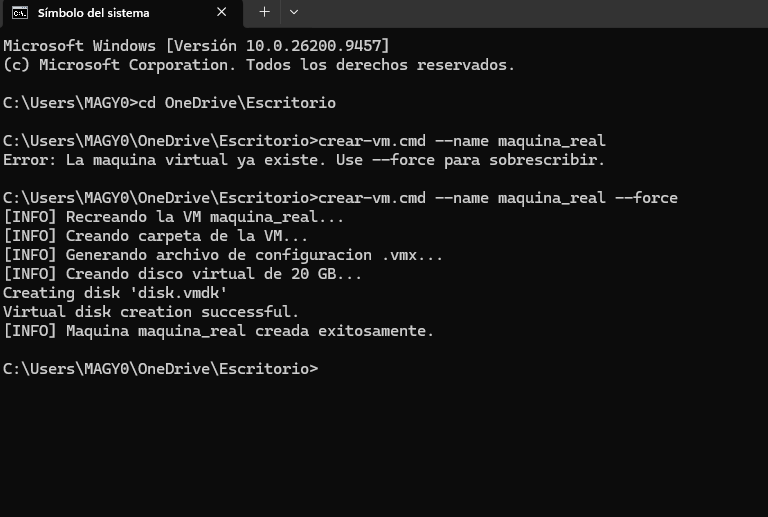 Símbolo del sistema
Microsoft Windows [Versión 10.0.26200.9457]
(c) Microsoft Corporation. Todos los derechos reservados.
C:\Users\MAGY0>cd OneDrive\Escritorio
C:\Users\MAGY0\OneDrive\Escritorio>crear-vm.cmd --name maquina_real
Error: La maquina virtual ya existe. Use --force para sobrescribir.
C:\Users\MAGY0\OneDrive\Escritorio>crear-vm.cmd --name maquina_real --force
[INFO] Recreando la VM maquina_real...
[INFO] Creando carpeta de la VM...
[INFO] Generando archivo de configuracion .vmx...
[INFO] Creando disco virtual de 20 GB...
Creating disk 'disk.vmdk'
Virtual disk creation successful.
[INFO] Maquina maquina_real creada exitosamente.
C:\Users\MAGY0\OneDrive\Escritorio>